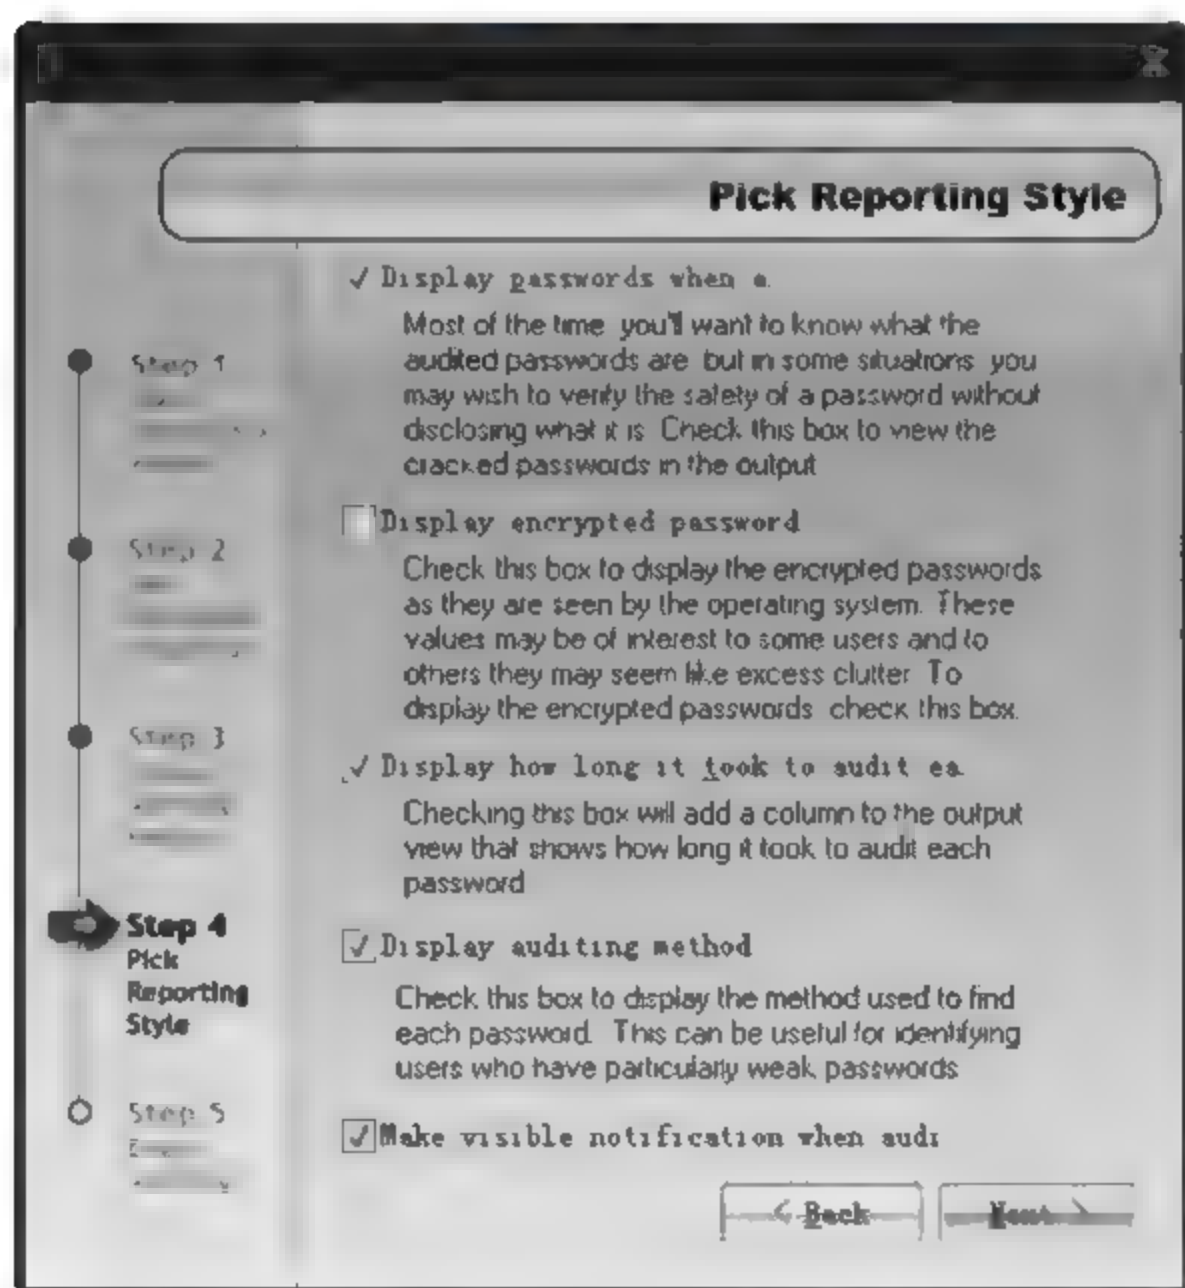 Pick Reporting Style
Display passwords when a
Most of the time you'll want to know what the
audited passwords are but in some situations you
may wish to verify the safety of a password without
disclosing what it is Check this box to view the
cracked passwords in the output
Display encrypted password
Check this box to display the encrypted passwords
as they are seen by the operating system. These
values may be of interest to some users and to
others they may seem like excess clutter To
display the encrypted passwords check this box.
Display how long it took to audit ea
Checking this box will add a column to the output
view that shows how long it took to audit each
password
Display auditing method
Check this box to display the method used to find
each password. This can be useful for identifying
users who have particularly weak passwords
Make visible notification when audi
Step 1
Step 2
Step 3
Step 4
Pick
Reporting
Style
Step 5
< Back
Next >